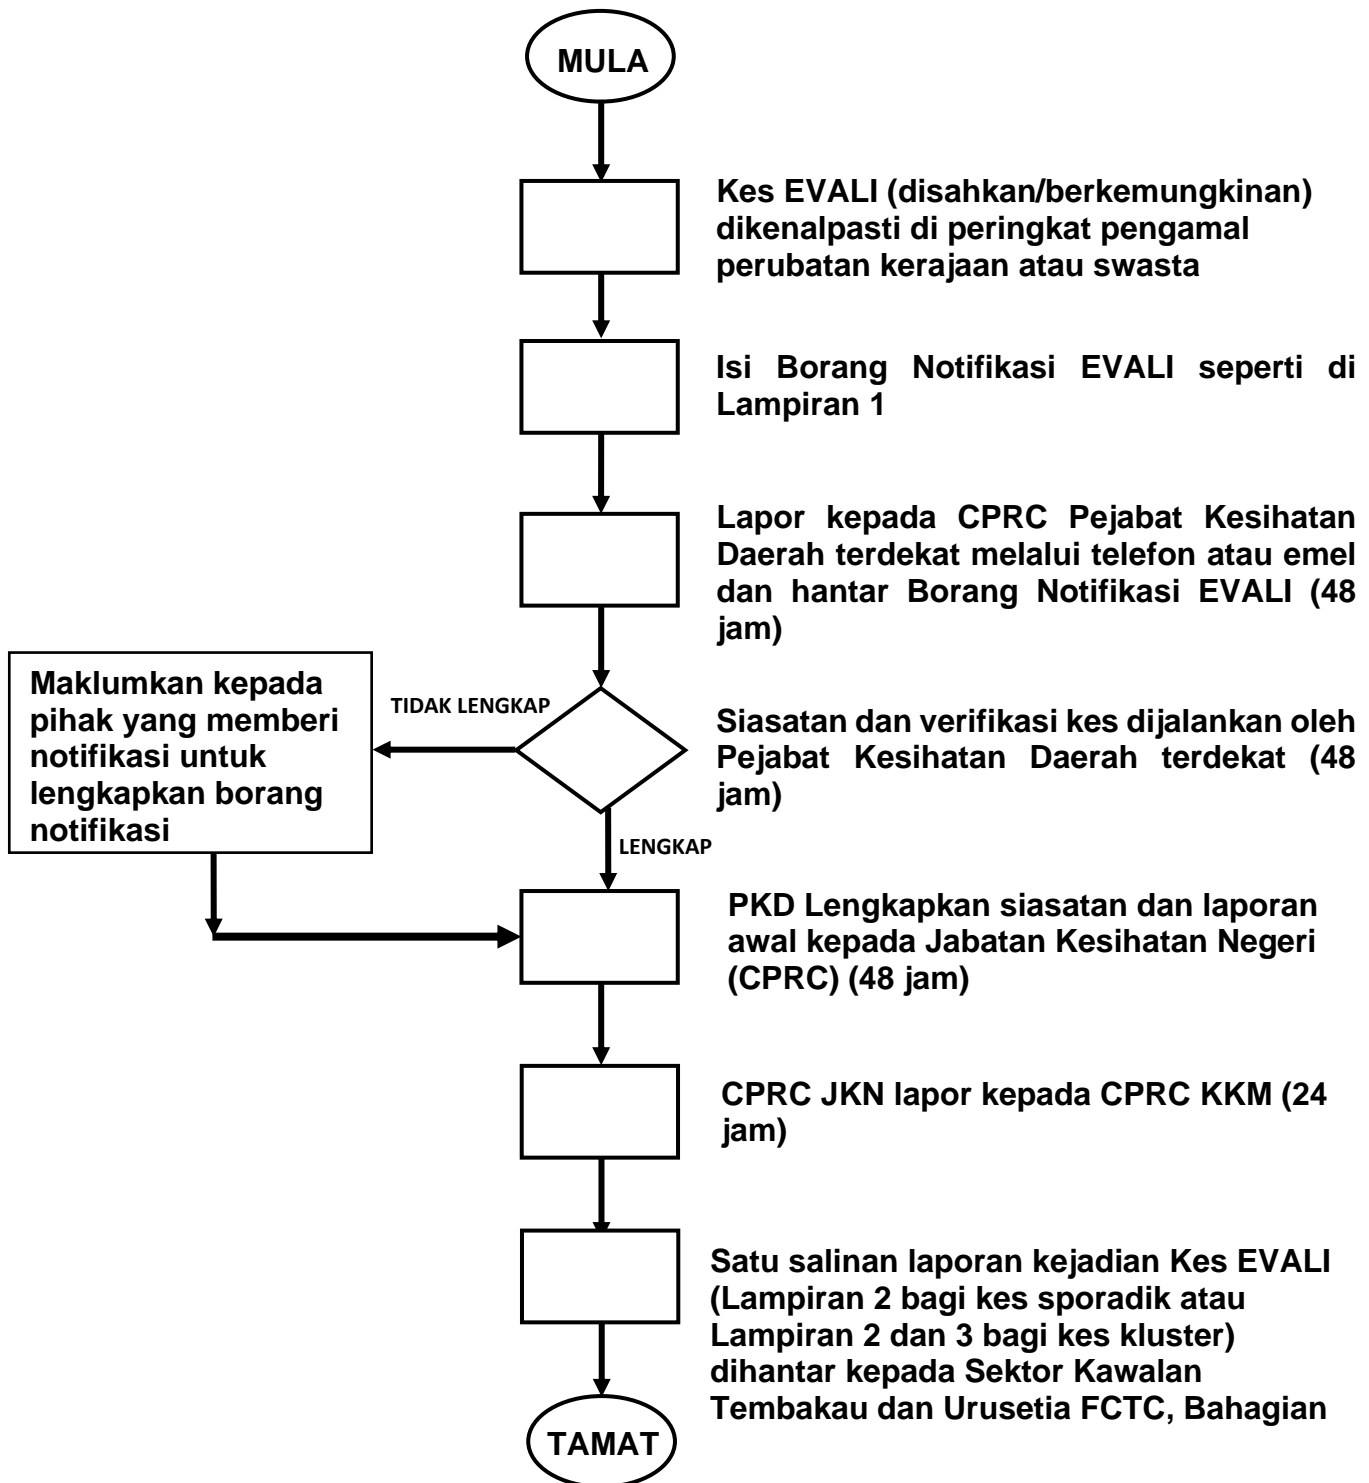 MULA
Kes EVALI (disahkan/berkemungkinan)
dikenalpasti di peringkat pengamal
perubatan kerajaan atau swasta
Isi Borang Notifikasi EVALI seperti di
Lampiran 1
Lapor kepada CPRC Pejabat Kesihatan
Daerah terdekat melalui telefon atau emel
dan hantar Borang Notifikasi EVALI (48
jam)
Maklumkan kepada
pihak yang memberi
notifikasi untuk
lengkapkan borang
notifikasi
TIDAK LENGKAP
Siasatan dan verifikasi kes dijalankan oleh
Pejabat Kesihatan Daerah terdekat (48
jam)
LENGKAP
PKD Lengkapkan siasatan dan laporan
awal kepada Jabatan Kesihatan Negeri
(CPRC) (48 jam)
CPRC JKN lapor kepada CPRC KKM (24
jam)
Satu salinan laporan kejadian Kes EVALI
(Lampiran 2 bagi kes sporadik atau
Lampiran 2 dan 3 bagi kes kluster)
dihantar kepada Sektor Kawalan
Tembakau dan Urusetia FCTC, Bahagian
TAMAT